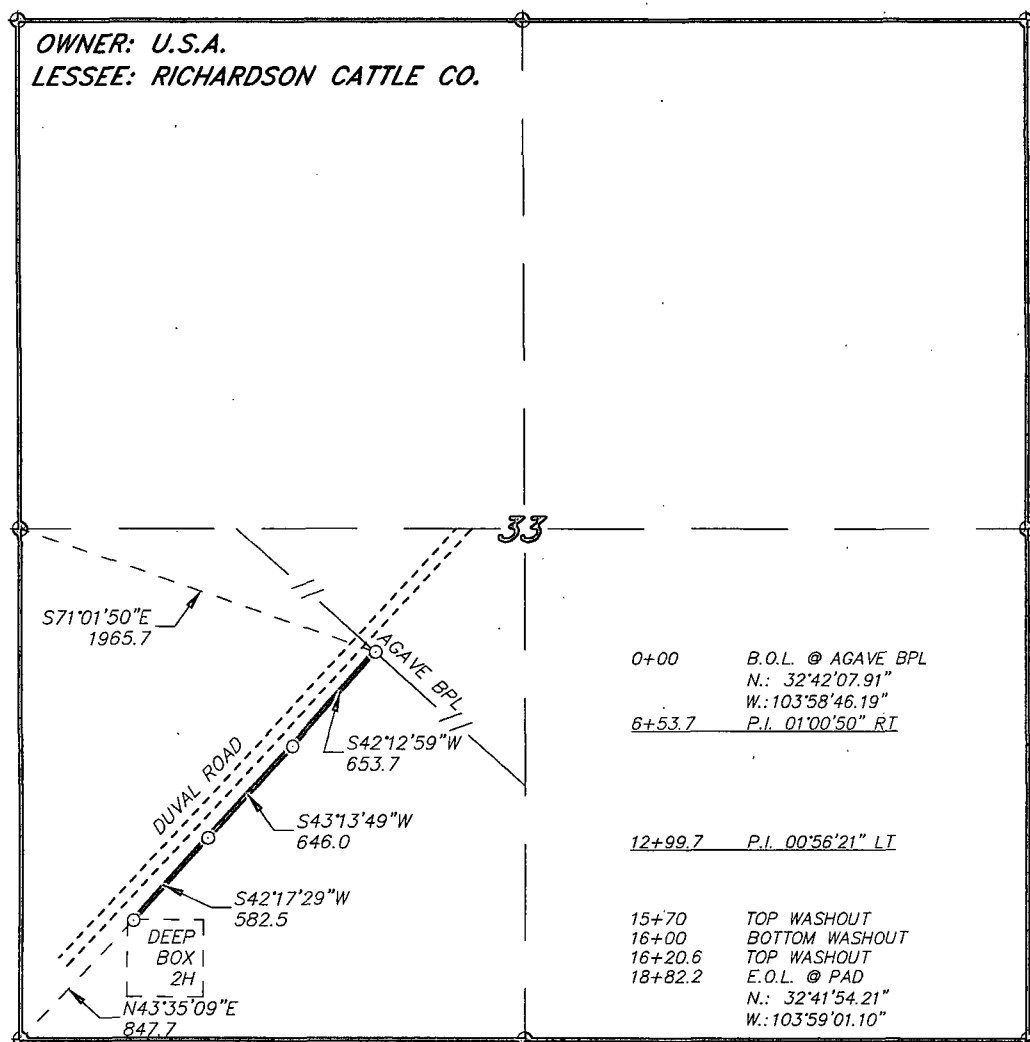 OWNER: U.S.A.
LESSEE: RICHARDSON CATTLE CO.
33
S71°01'50"E
1965.7
AGAVE BPL
DUVAL ROAD
S42°12'59"W
653.7
S43°13'49"W
646.0
S42°17'29"W
582.5
DEEP
BOX
2H
N43°35'09"E
847.7
0+00 B.O.L. @ AGAVE BPL
N.: 32°42'07.91"
W.:103°58'46.19"
6+53.7 P.I. 01°00'50" RT
12+99.7 P.I. 00°56'21" LT
15+70 TOP WASHOUT
16+00 BOTTOM WASHOUT
16+20.6 TOP WASHOUT
18+82.2 E.O.L. @ PAD
N.: 32°41'54.21"
W.:103°59'01.10"